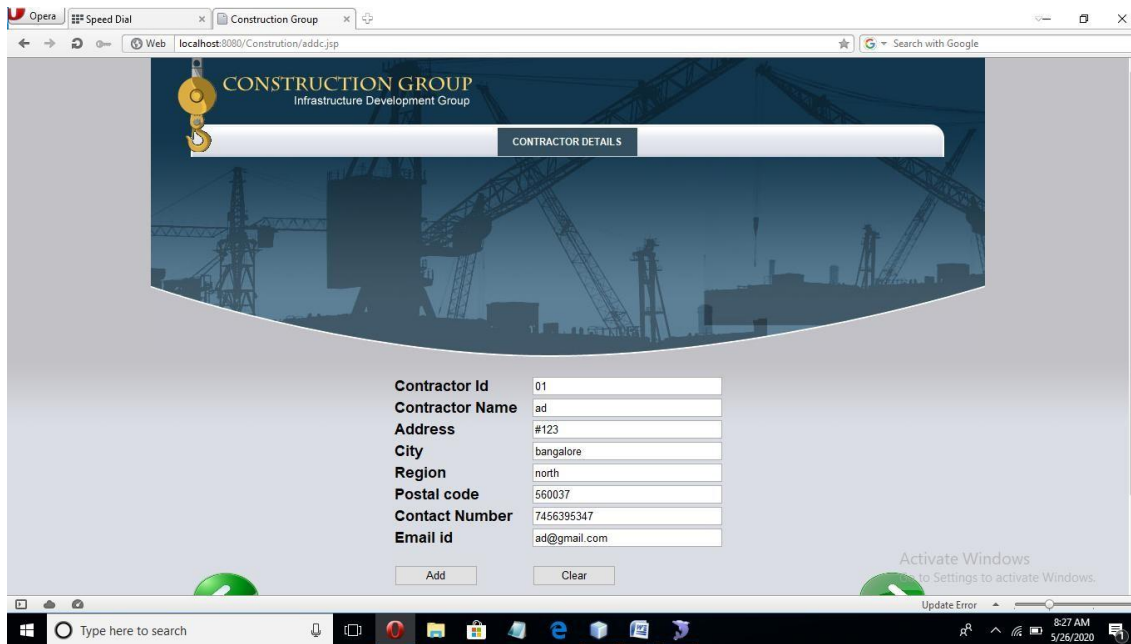 Opera
Speed Dial
Construction Group
Web
localhost:8080/Constrution/addc.jsp
Search with Google
CONSTRUCTION GROUP
Infrastructure Development Group
CONTRACTOR DETAILS
Contractor Id 01
Contractor Name ad
Address #123
City bangalore
Region north
Postal code 560037
Contact Number 7456395347
Email id ad@gmail.com
Add Clear
Activate Windows
Go to Settings to activate Windows.
Update Error
Type here to search
8:27 AM
5/26/2020